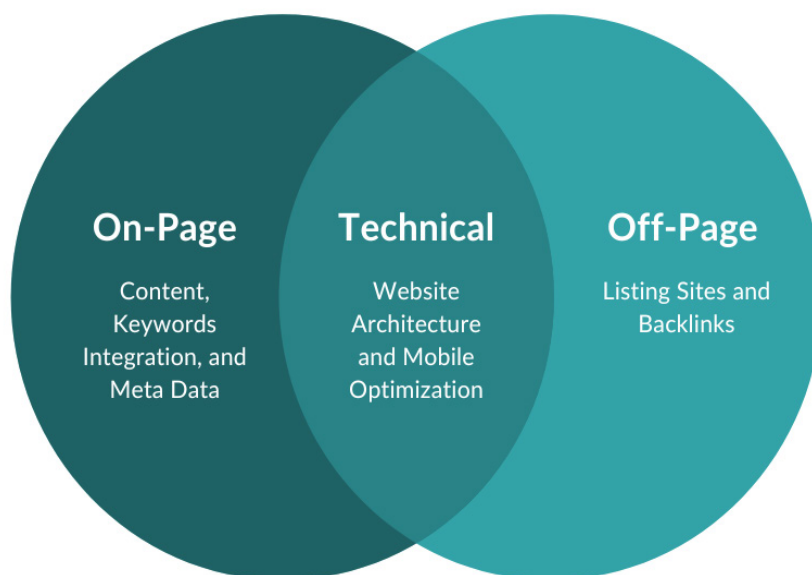 On-Page
Content,
Keywords
Integration, and
Meta Data
Technical
Website
Architecture
and Mobile
Optimization
Off-Page
Listing Sites and
Backlinks